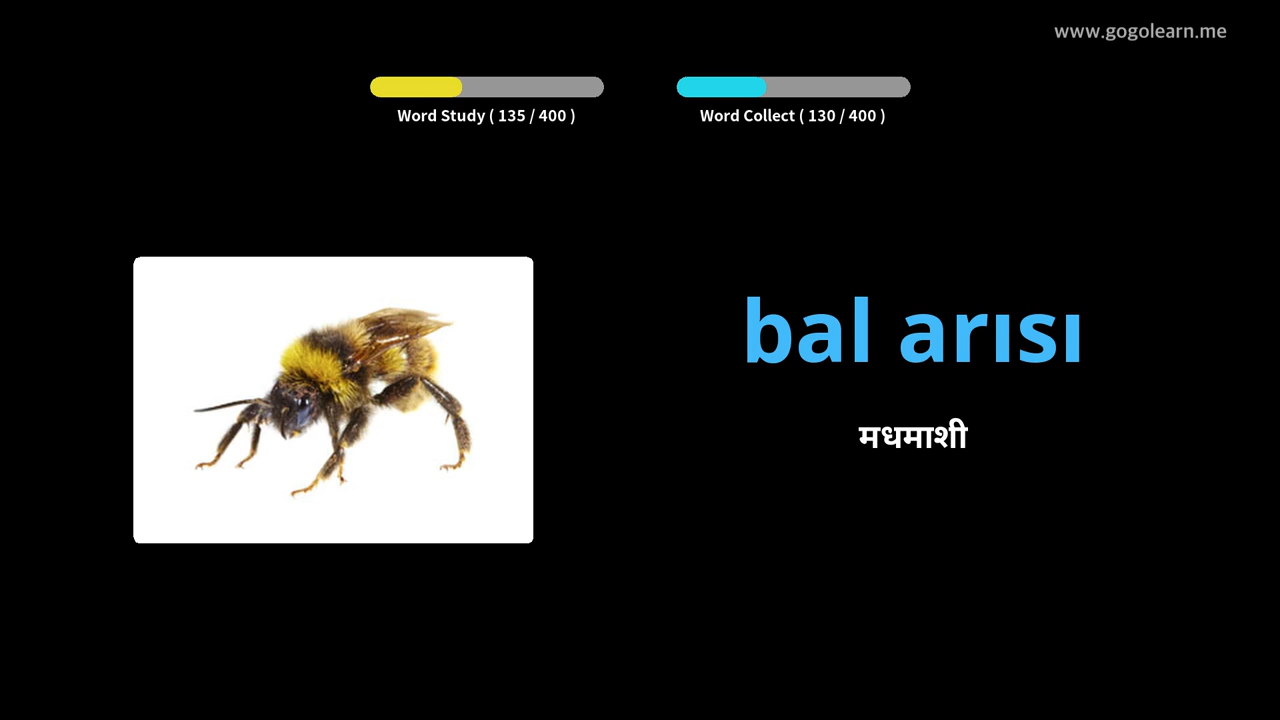 www.gogolearn.me
Word Study ( 135 / 400 )
Word Collect ( 130 / 400 )
bal arısı
मधमाशी